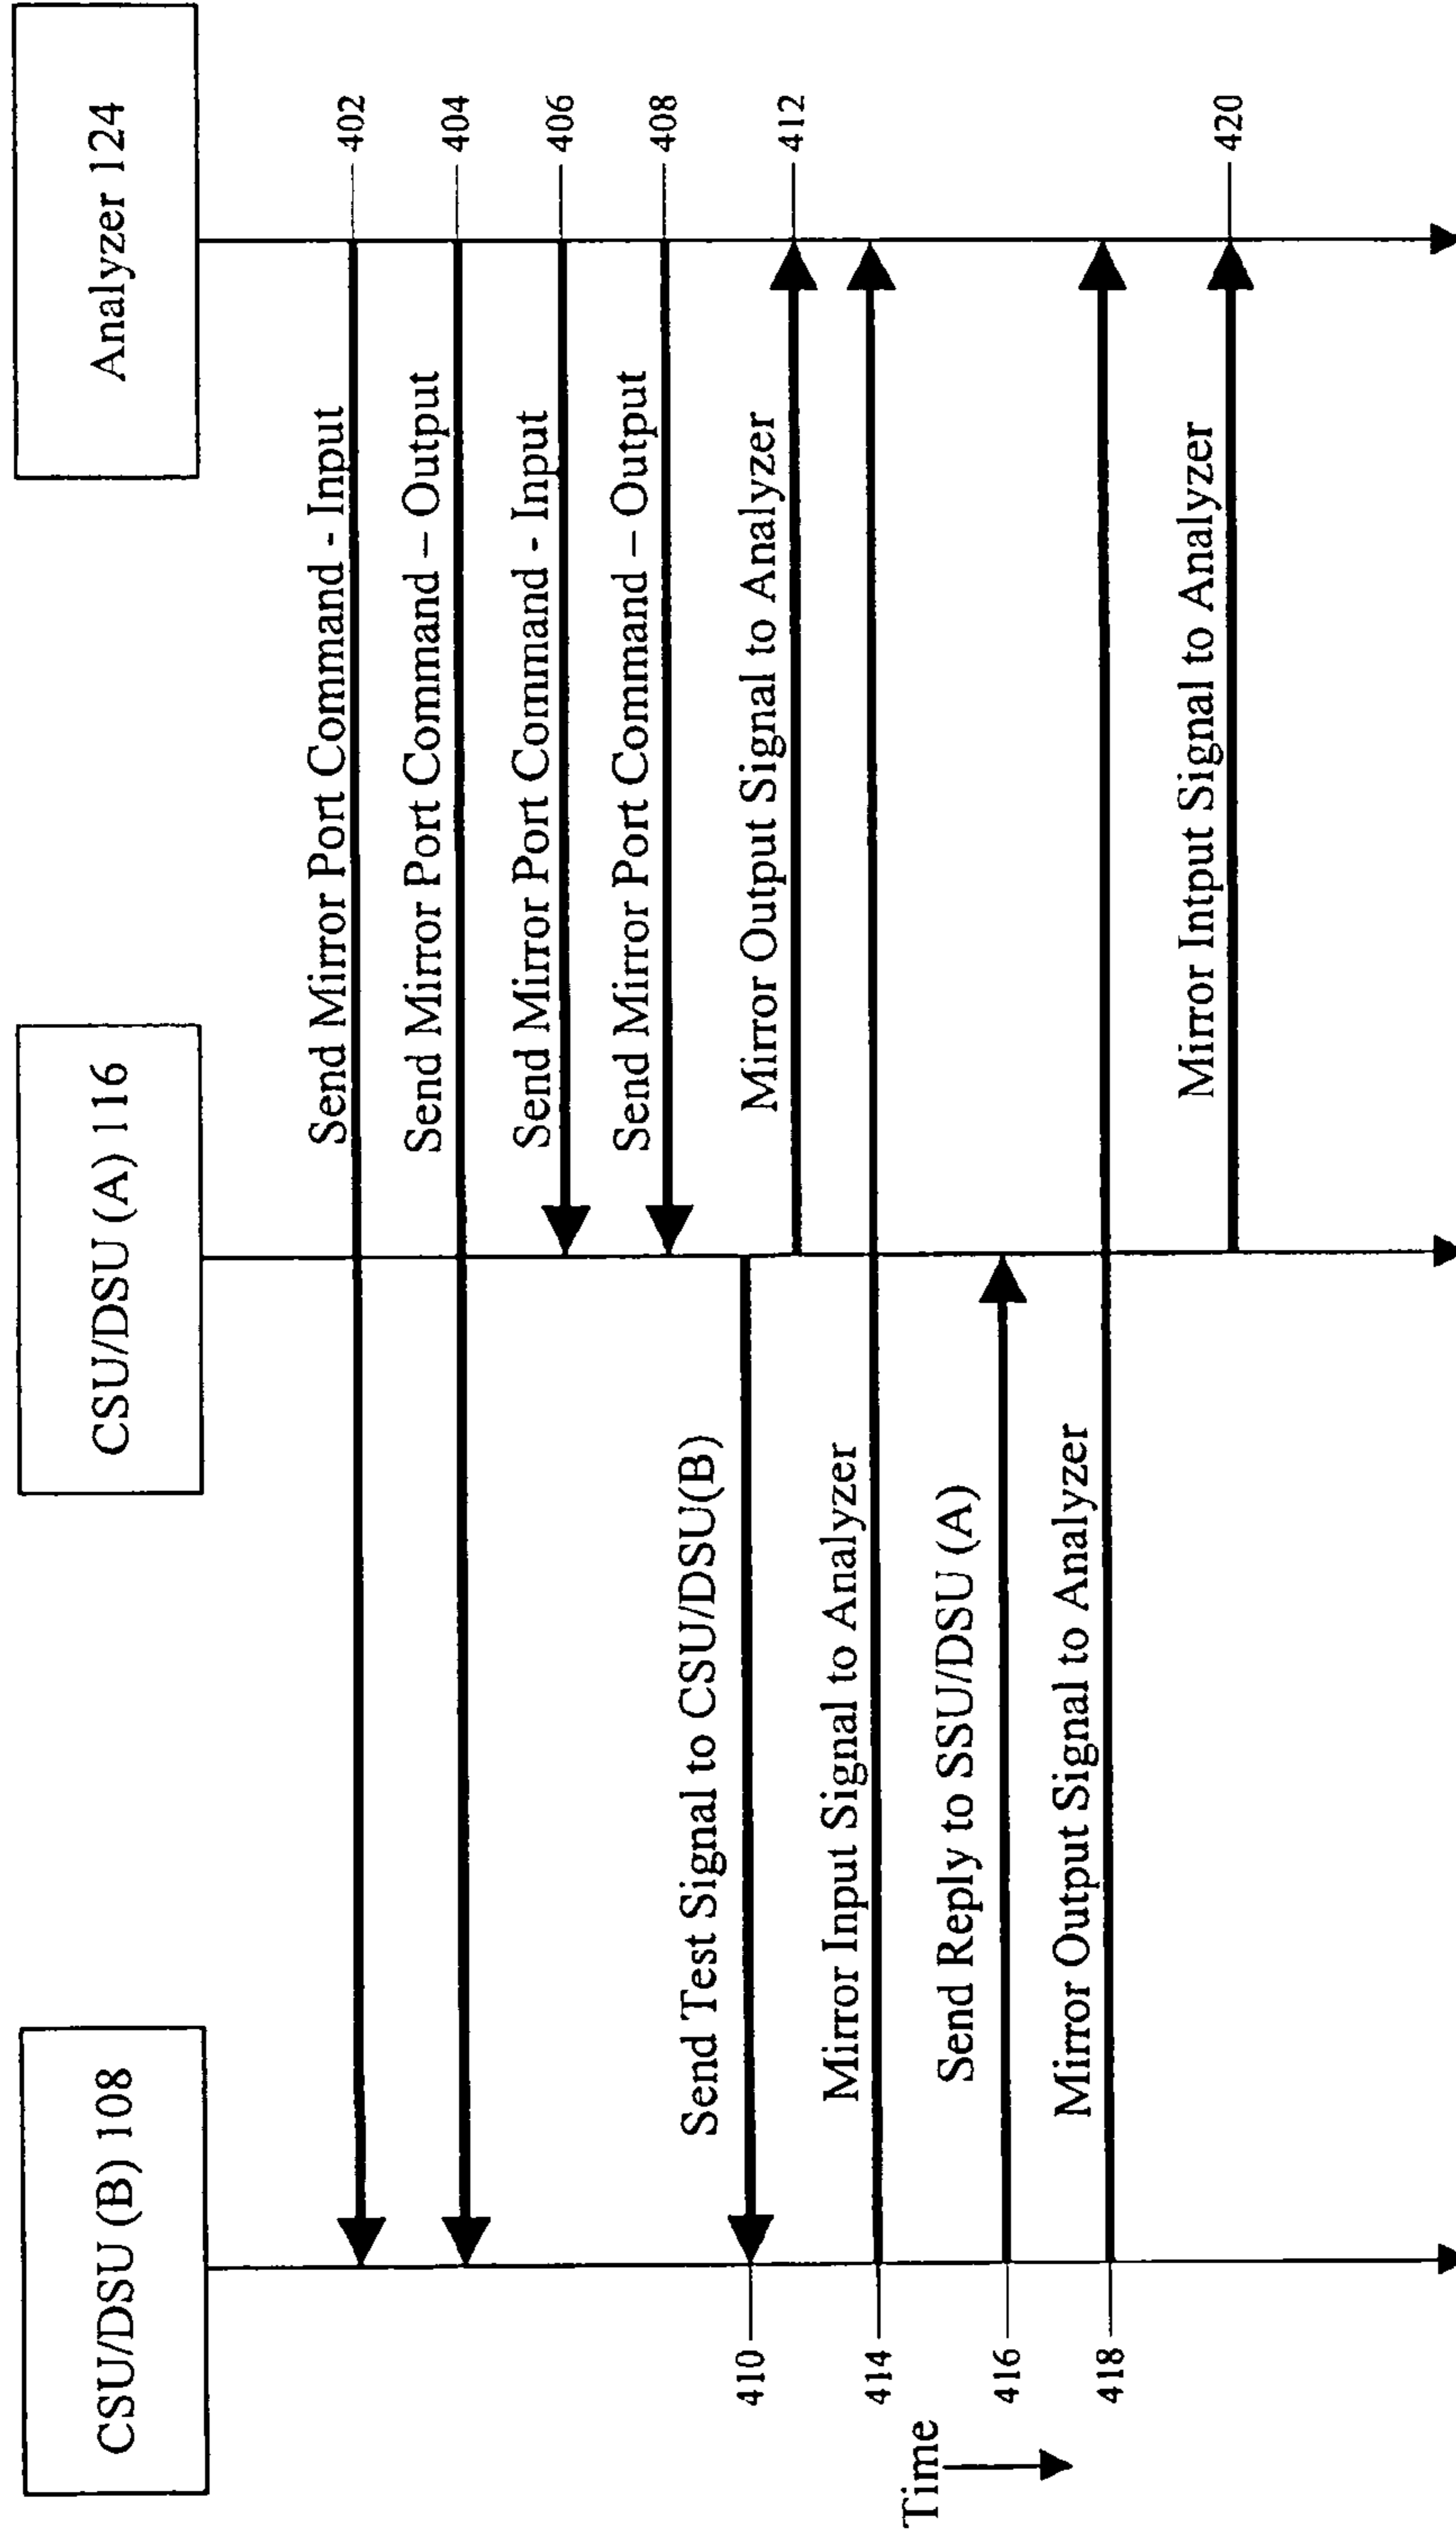 CSU/DSU (B) 108
CSU/DSU (A) 116
Analyzer 124
Send Mirror Port Command - Input
402
Send Mirror Port Command – Output
404
Send Mirror Port Command - Input
406
Send Mirror Port Command – Output
408
410
Send Test Signal to CSU/DSU(B)
Mirror Output Signal to Analyzer
412
414
Mirror Input Signal to Analyzer
416
Send Reply to SSU/DSU (A)
418
Mirror Output Signal to Analyzer
Mirror Intput Signal to Analyzer
420
Time